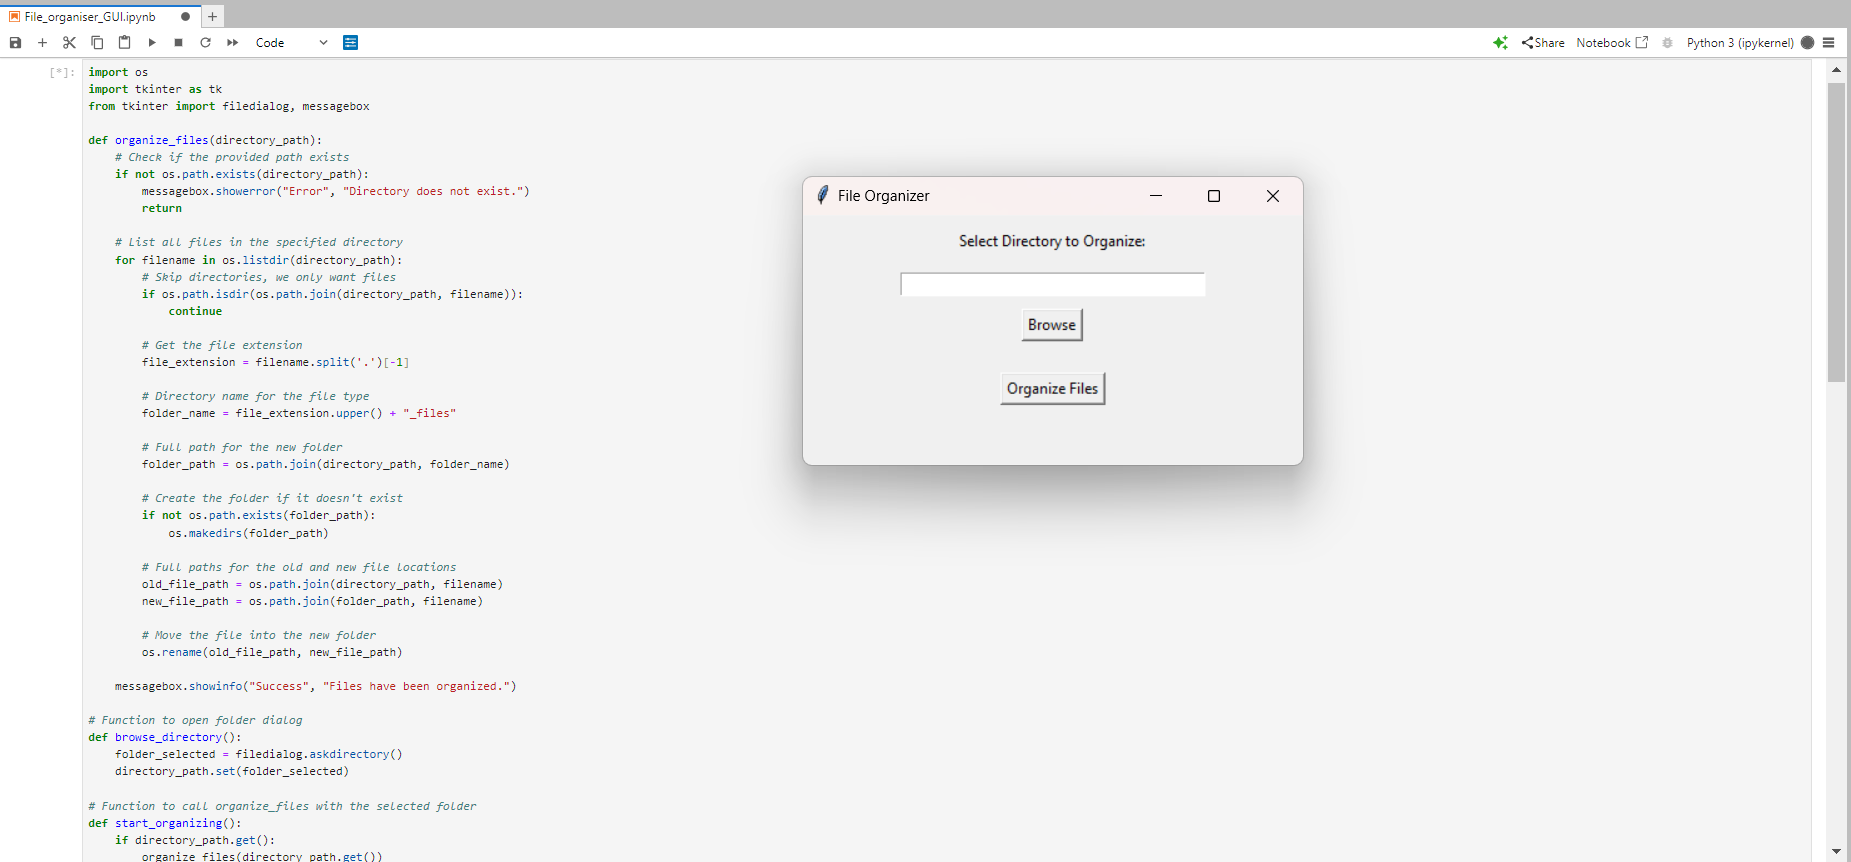 File_organiser_GUI.ipynb
Code
Share
Notebook
Python 3 (ipykernel)
[*]:
import os
import tkinter as tk
from tkinter import filedialog, messagebox
def organize_files(directory_path):
# Check if the provided path exists
if not os.path.exists(directory_path):
messagebox.showerror("Error", "Directory does not exist.")
return
# List all files in the specified directory
for filename in os.listdir(directory_path):
# Skip directories, we only want files
if os.path.isdir(os.path.join(directory_path, filename)):
continue
# Get the file extension
file_extension = filename.split('.')[-1]
# Directory name for the file type
folder_name = file_extension.upper() + "_files"
# Full path for the new folder
folder_path = os.path.join(directory_path, folder_name)
# Create the folder if it doesn't exist
if not os.path.exists(folder_path):
os.makedirs(folder_path)
# Full paths for the old and new file locations
old_file_path = os.path.join(directory_path, filename)
new_file_path = os.path.join(folder_path, filename)
# Move the file into the new folder
os.rename(old_file_path, new_file_path)
messagebox.showinfo("Success", "Files have been organized.")
# Function to open folder dialog
def browse_directory():
folder_selected = filedialog.askdirectory()
directory_path.set(folder_selected)
# Function to call organize_files with the selected folder
def start_organizing():
if directory_path.get():
organize_files(directory_path.get())
File Organizer
Select Directory to Organize:
Browse
Organize Files